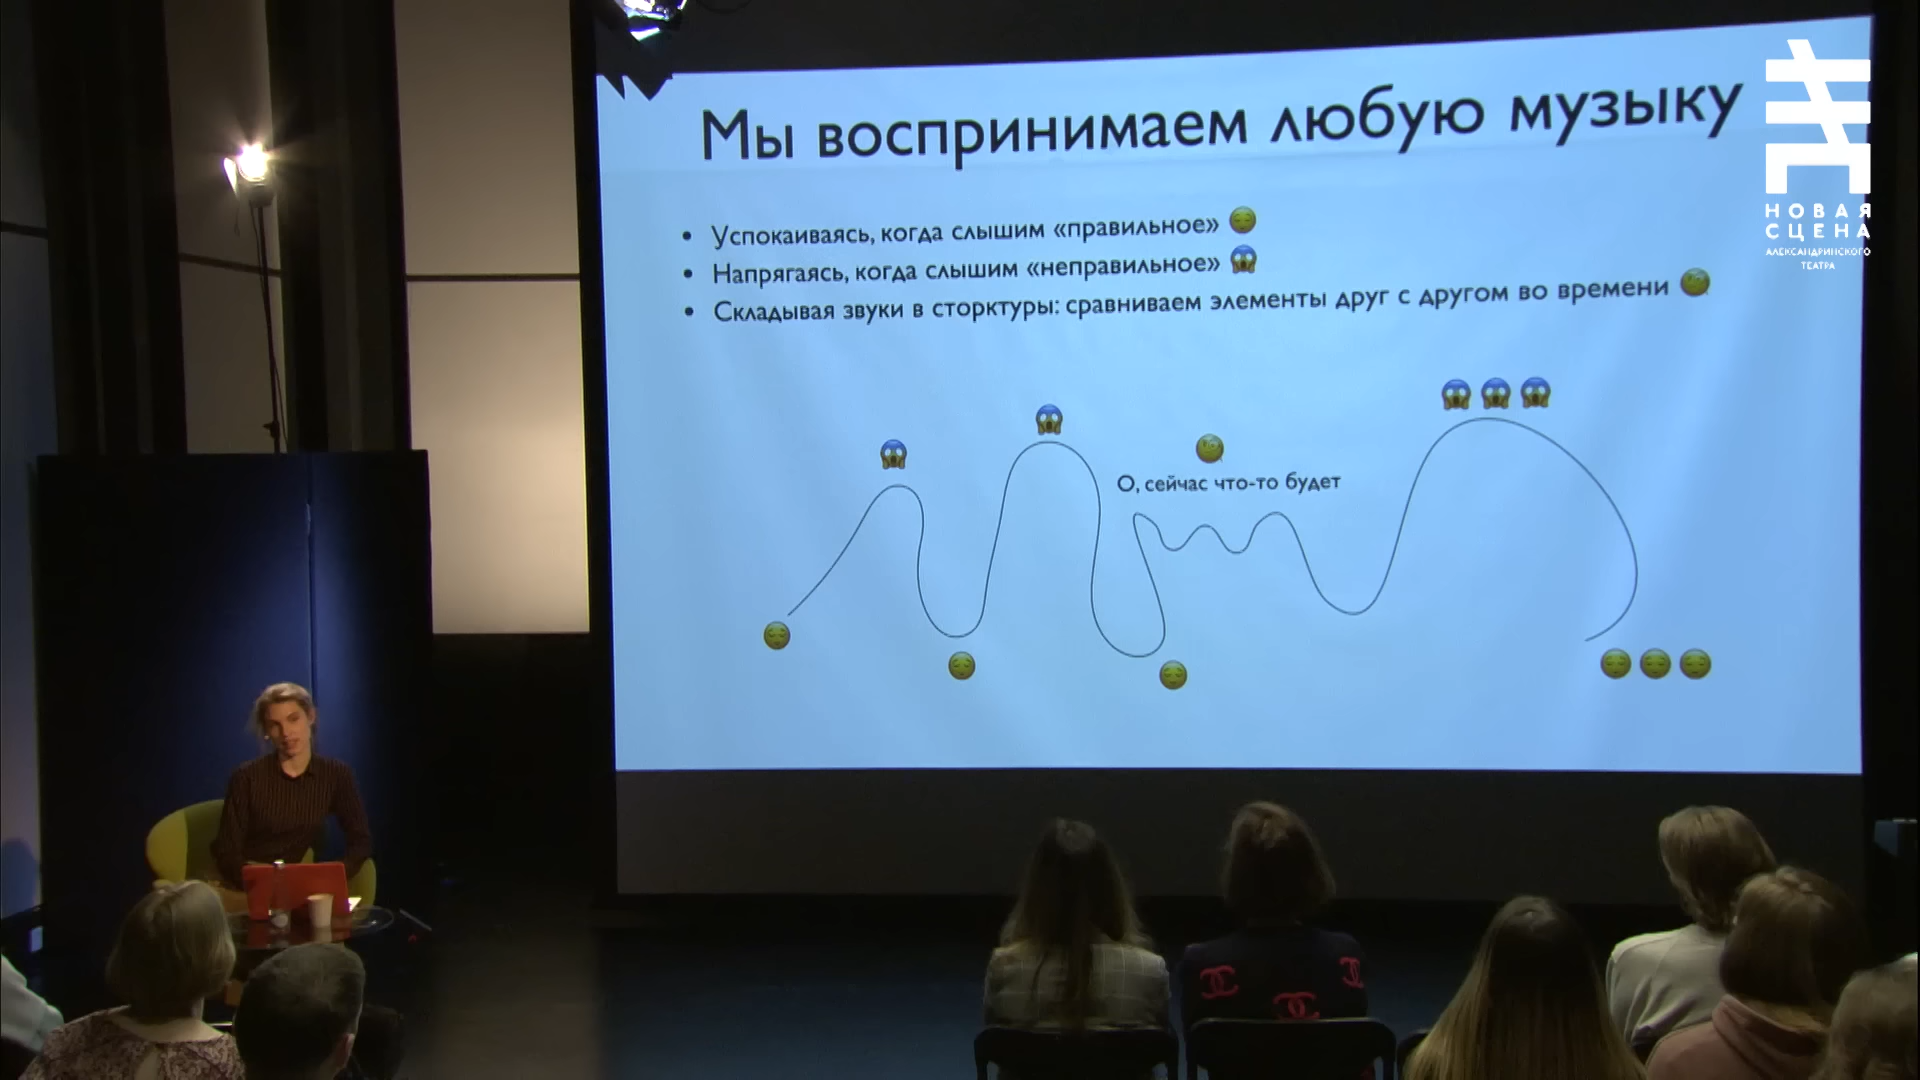 Мы воспринимаем любую музыку
• Успокаиваясь, когда слышим «правильное» 😌
• Напрягаясь, когда слышим «неправильное» 😱
• Складывая звуки в сторктуры: сравниваем элементы друг с другом во времени 🧐
О, сейчас что-то будет
НОВАЯ
СЦЕНА
АЛЕКСАНДРИНСКОГО
ТЕАТРА